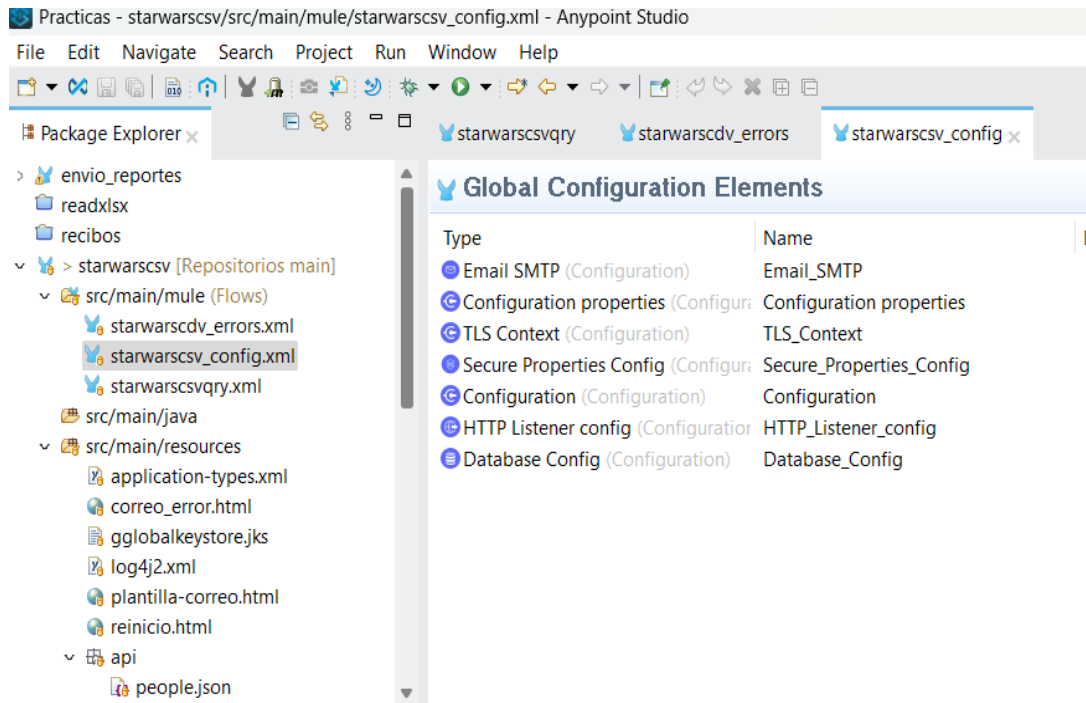 Practicas - starwarscsv/src/main/mule/starwarscsv_config.xml - Anypoint Studio
File Edit Navigate Search Project Run Window Help
Package Explorer
starwarscsvqry starwarscdv_errors starwarscsv_config
envio_reportes
readxlsx
recibos
> starwarscsv [Repositorios main]
src/main/mule (Flows)
starwarscdv_errors.xml
starwarscsv_config.xml
starwarscsvqry.xml
src/main/java
src/main/resources
application-types.xml
correo_error.html
gglobalkeystore.jks
log4j2.xml
plantilla-correo.html
reinicio.html
api
people.json
Global Configuration Elements
Type Name
Email SMTP (Configuration) Email_SMTP
Configuration properties (Configura Configuration properties
TLS Context (Configuration) TLS_Context
Secure Properties Config (Configura Secure_Properties_Config
Configuration (Configuration) Configuration
HTTP Listener config (Configuration HTTP_Listener_config
Database Config (Configuration) Database_Config